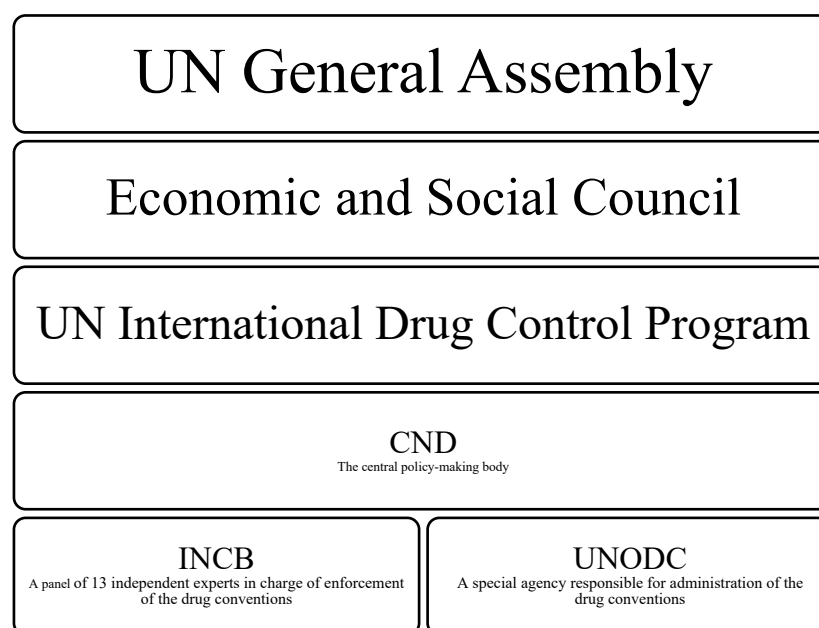 UN General Assembly
Economic and Social Council
UN International Drug Control Program
CND
The central policy-making body
INCB
A panel of 13 independent experts in charge of enforcement
of the drug conventions
UNODC
A special agency responsible for administration of the
drug conventions